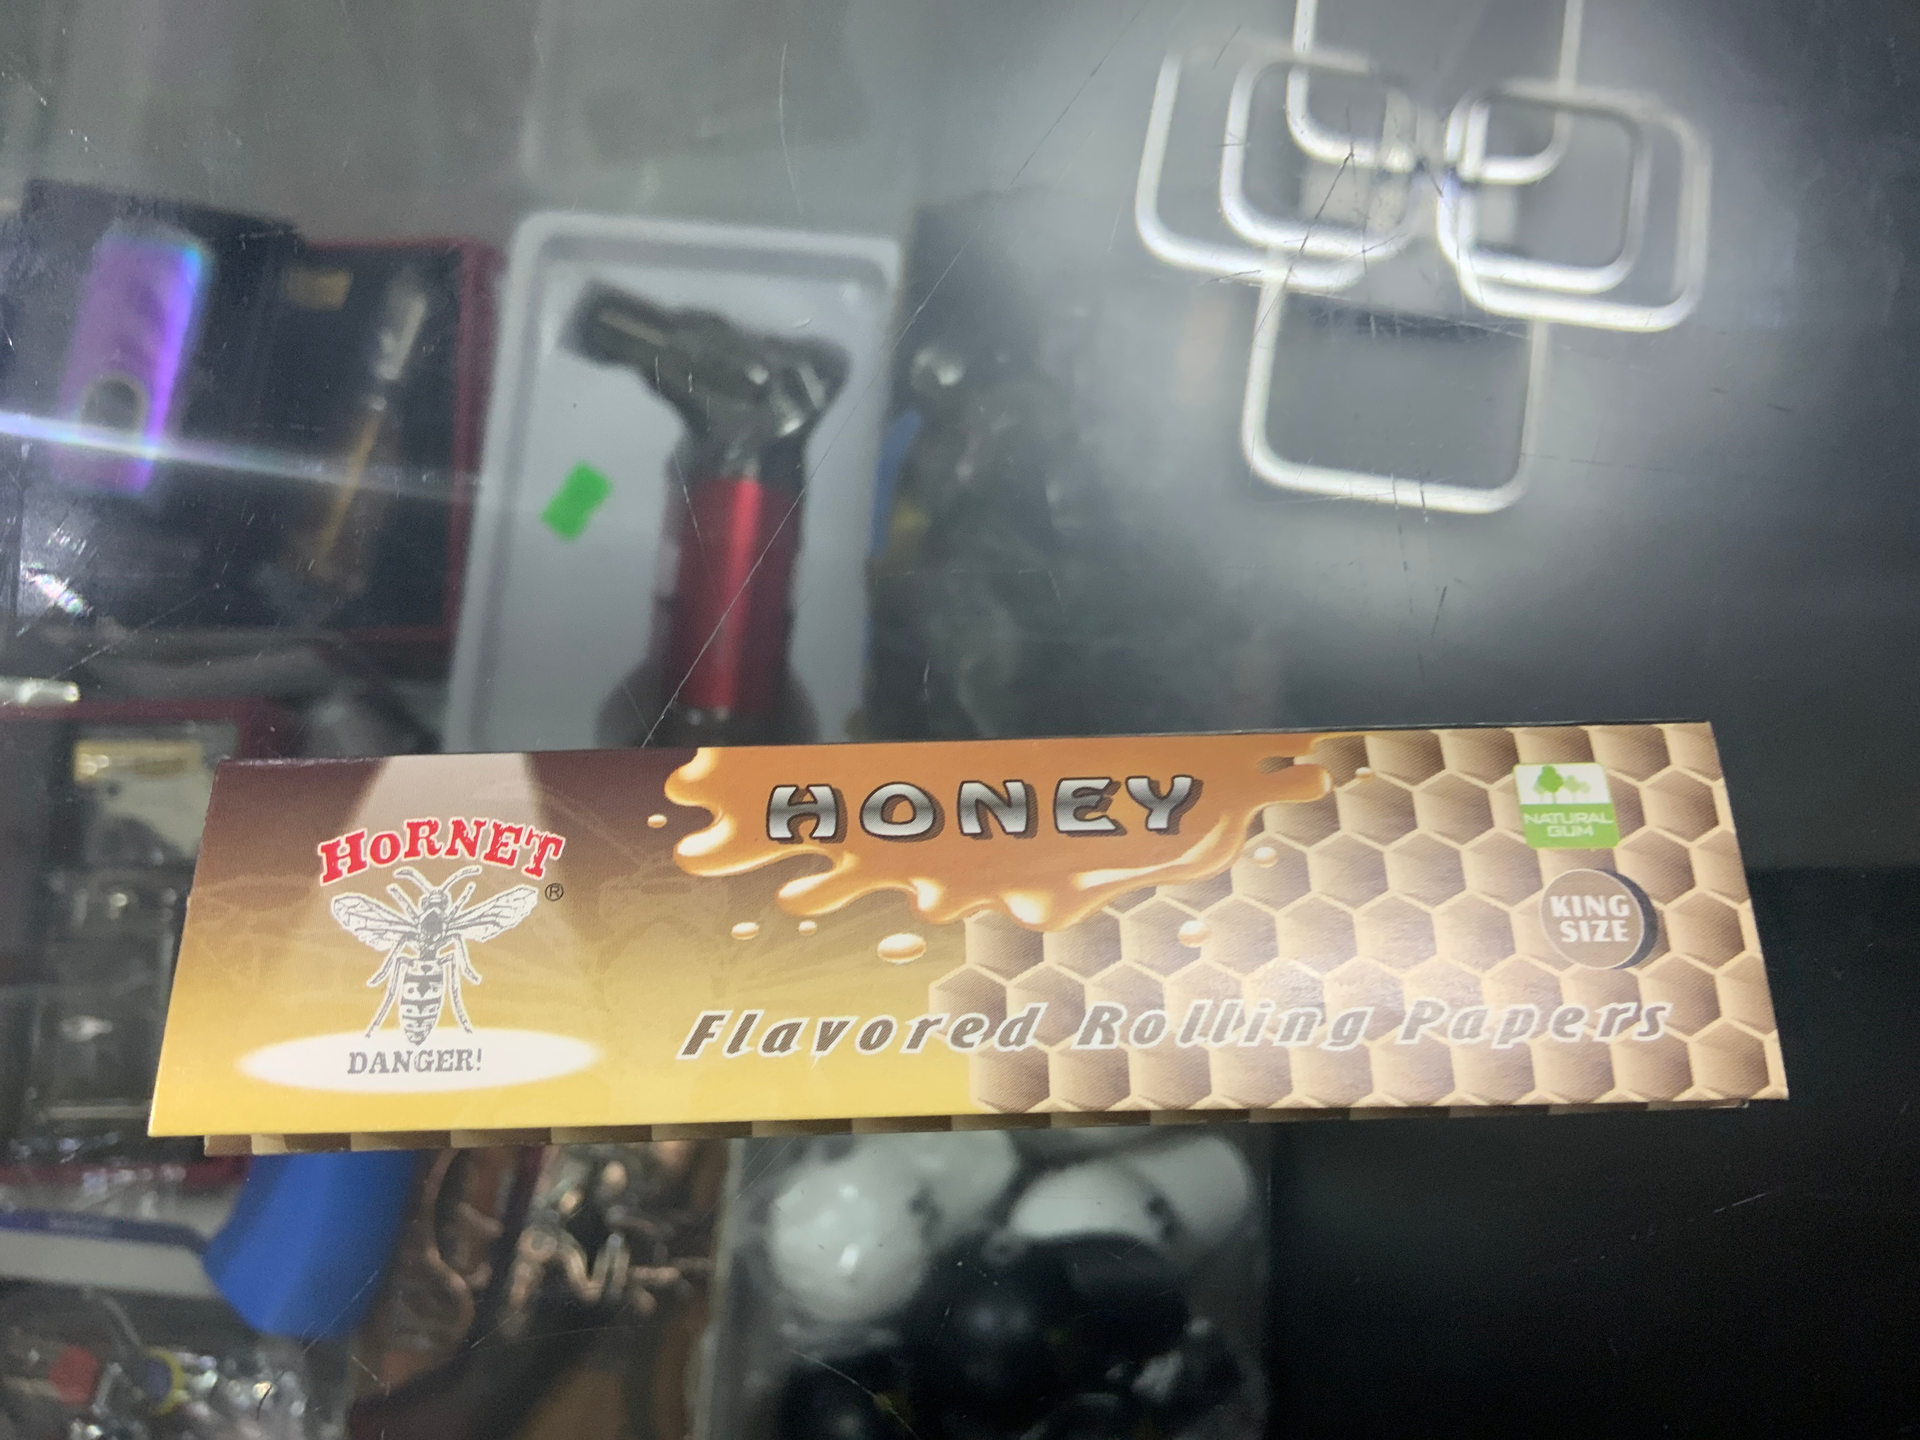 HoRNET
®
DANGER!
HONEY
Flavored Rolling Papers
NATURAL
GUM
KING
SIZE